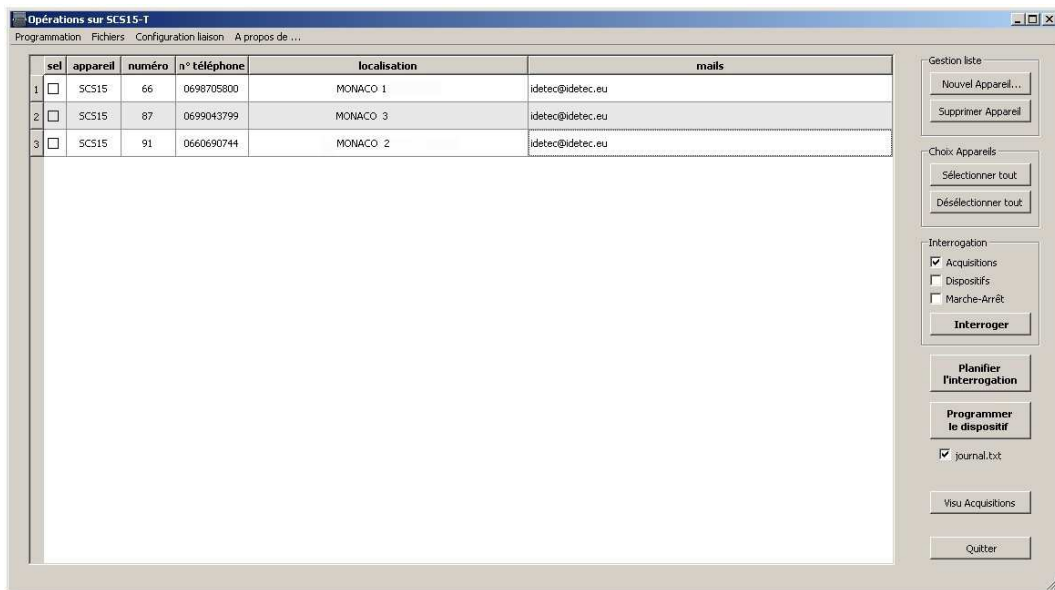 Opérations sur SCS15-T
Programmation Fichiers Configuration liaison A propos de ...
sel appareil numéro n° téléphone localisation mails
1 SCS15 66 0698705800 MONACO 1 idetec@idetec.eu
2 SCS15 87 0699043799 MONACO 3 idetec@idetec.eu
3 SCS15 91 0660690744 MONACO 2 idetec@idetec.eu
Gestion liste
Nouvel Appareil...
Supprimer Appareil
Choix Appareils
Sélectionner tout
Désélectionner tout
Interrogation
Acquisitions
Dispositifs
Marche-Arrêt
Interroger
Planifier
l'interrogation
Programmer
le dispositif
journal.txt
Visu Acquisitions
Quitter